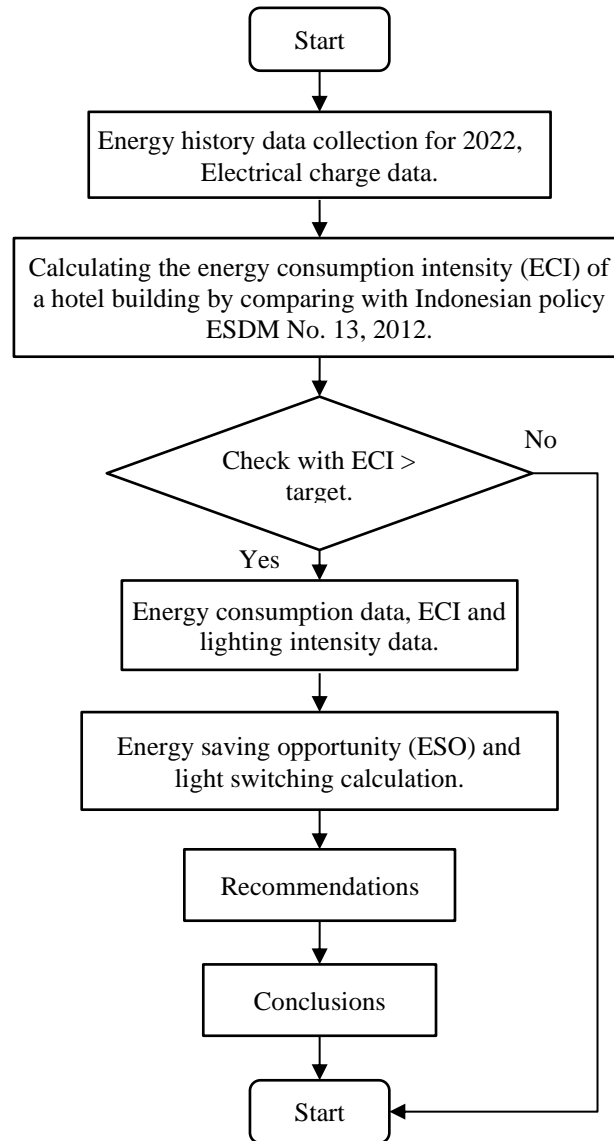 Start
Energy history data collection for 2022,
Electrical charge data.
Calculating the energy consumption intensity (ECI) of
a hotel building by comparing with Indonesian policy
ESDM No. 13, 2012.
No
Check with ECI >
target.
Yes
Energy consumption data, ECI and
lighting intensity data.
Energy saving opportunity (ESO) and
light switching calculation.
Recommendations
Conclusions
Start